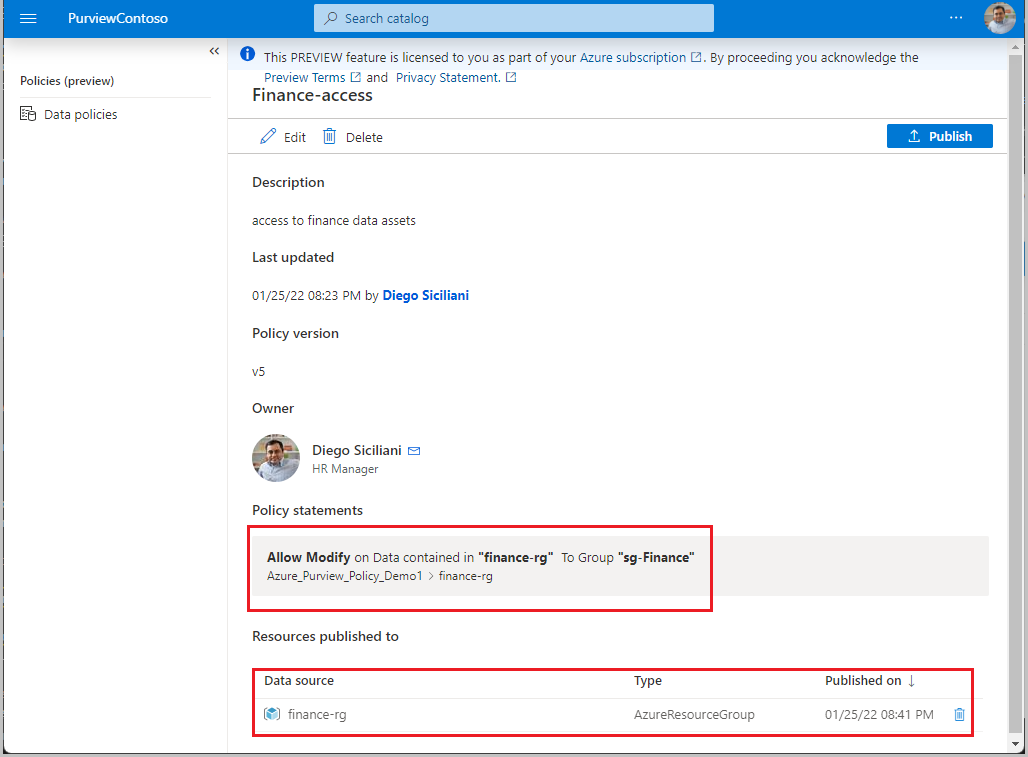 PurviewContoso
Search catalog
Policies (preview)
Data policies
This PREVIEW feature is licensed to you as part of your Azure subscription. By proceeding you acknowledge the
Preview Terms and Privacy Statement.
Finance-access
Edit Delete Publish
Description
access to finance data assets
Last updated
01/25/22 08:23 PM by Diego Siciliani
Policy version
v5
Owner
Diego Siciliani
HR Manager
Policy statements
Allow Modify on Data contained in "finance-rg" To Group "sg-Finance"
Azure_Purview_Policy_Demo1 > finance-rg
Resources published to
Data source Type Published on ↓
finance-rg AzureResourceGroup 01/25/22 08:41 PM